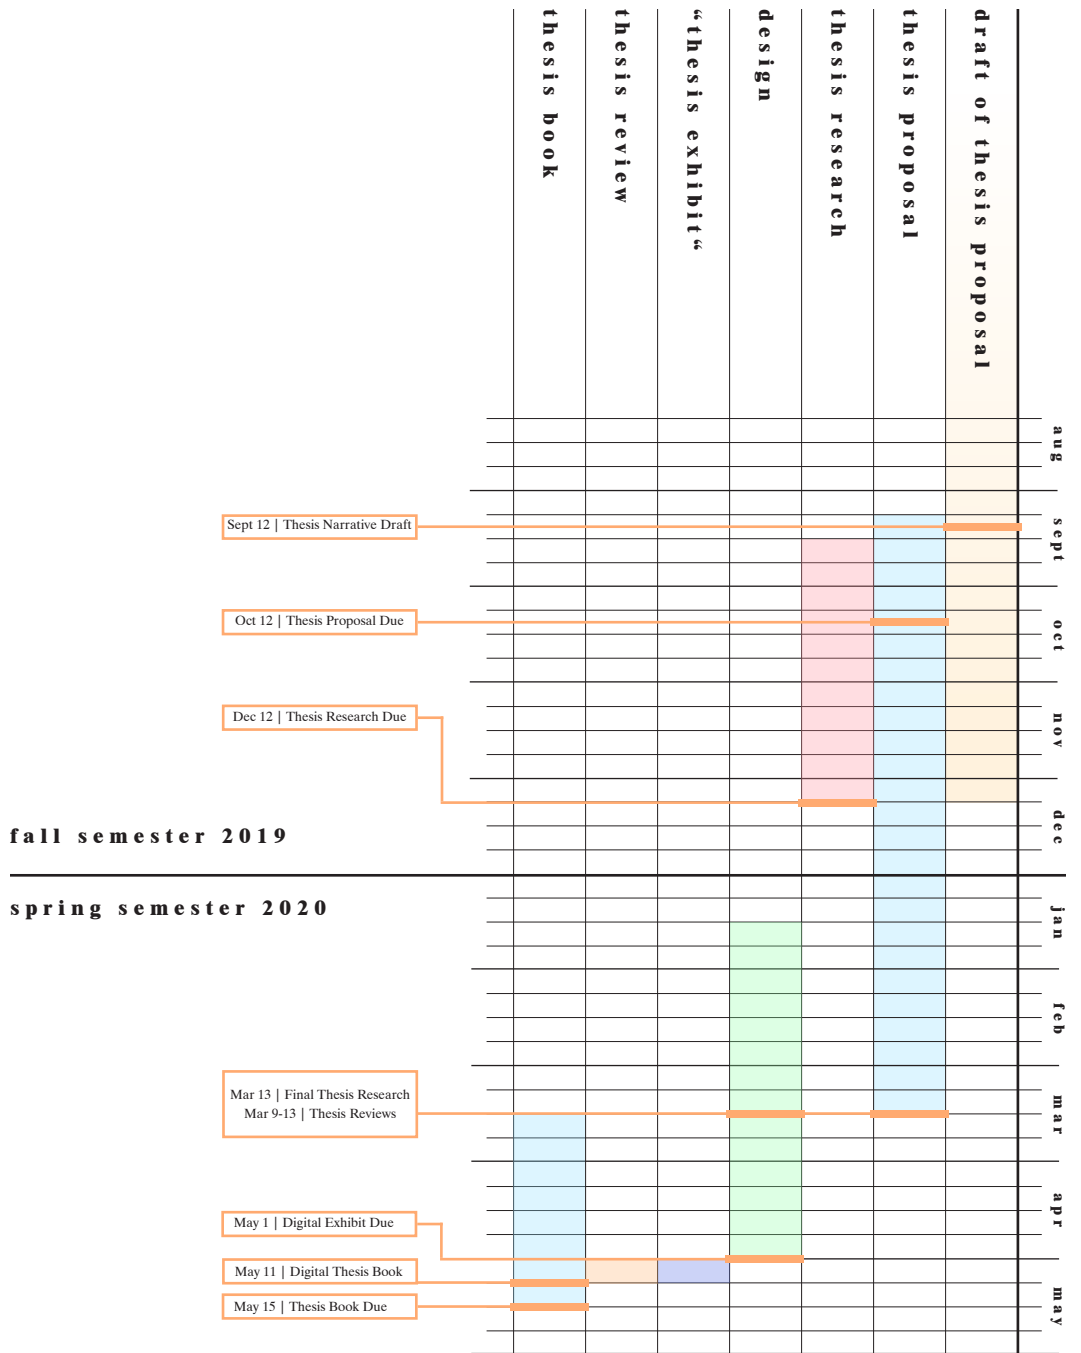 thesis book
thesis review
“thesis exhibit“
design
thesis research
thesis proposal
draft of thesis proposal
aug
Sept 12 | Thesis Narrative Draft
sept
Oct 12 | Thesis Proposal Due
oct
Dec 12 | Thesis Research Due
nov
fall semester 2019
dec
spring semester 2020
jan
feb
Mar 13 | Final Thesis Research
Mar 9-13 | Thesis Reviews
mar
May 1 | Digital Exhibit Due
apr
May 11 | Digital Thesis Book
May 15 | Thesis Book Due
may